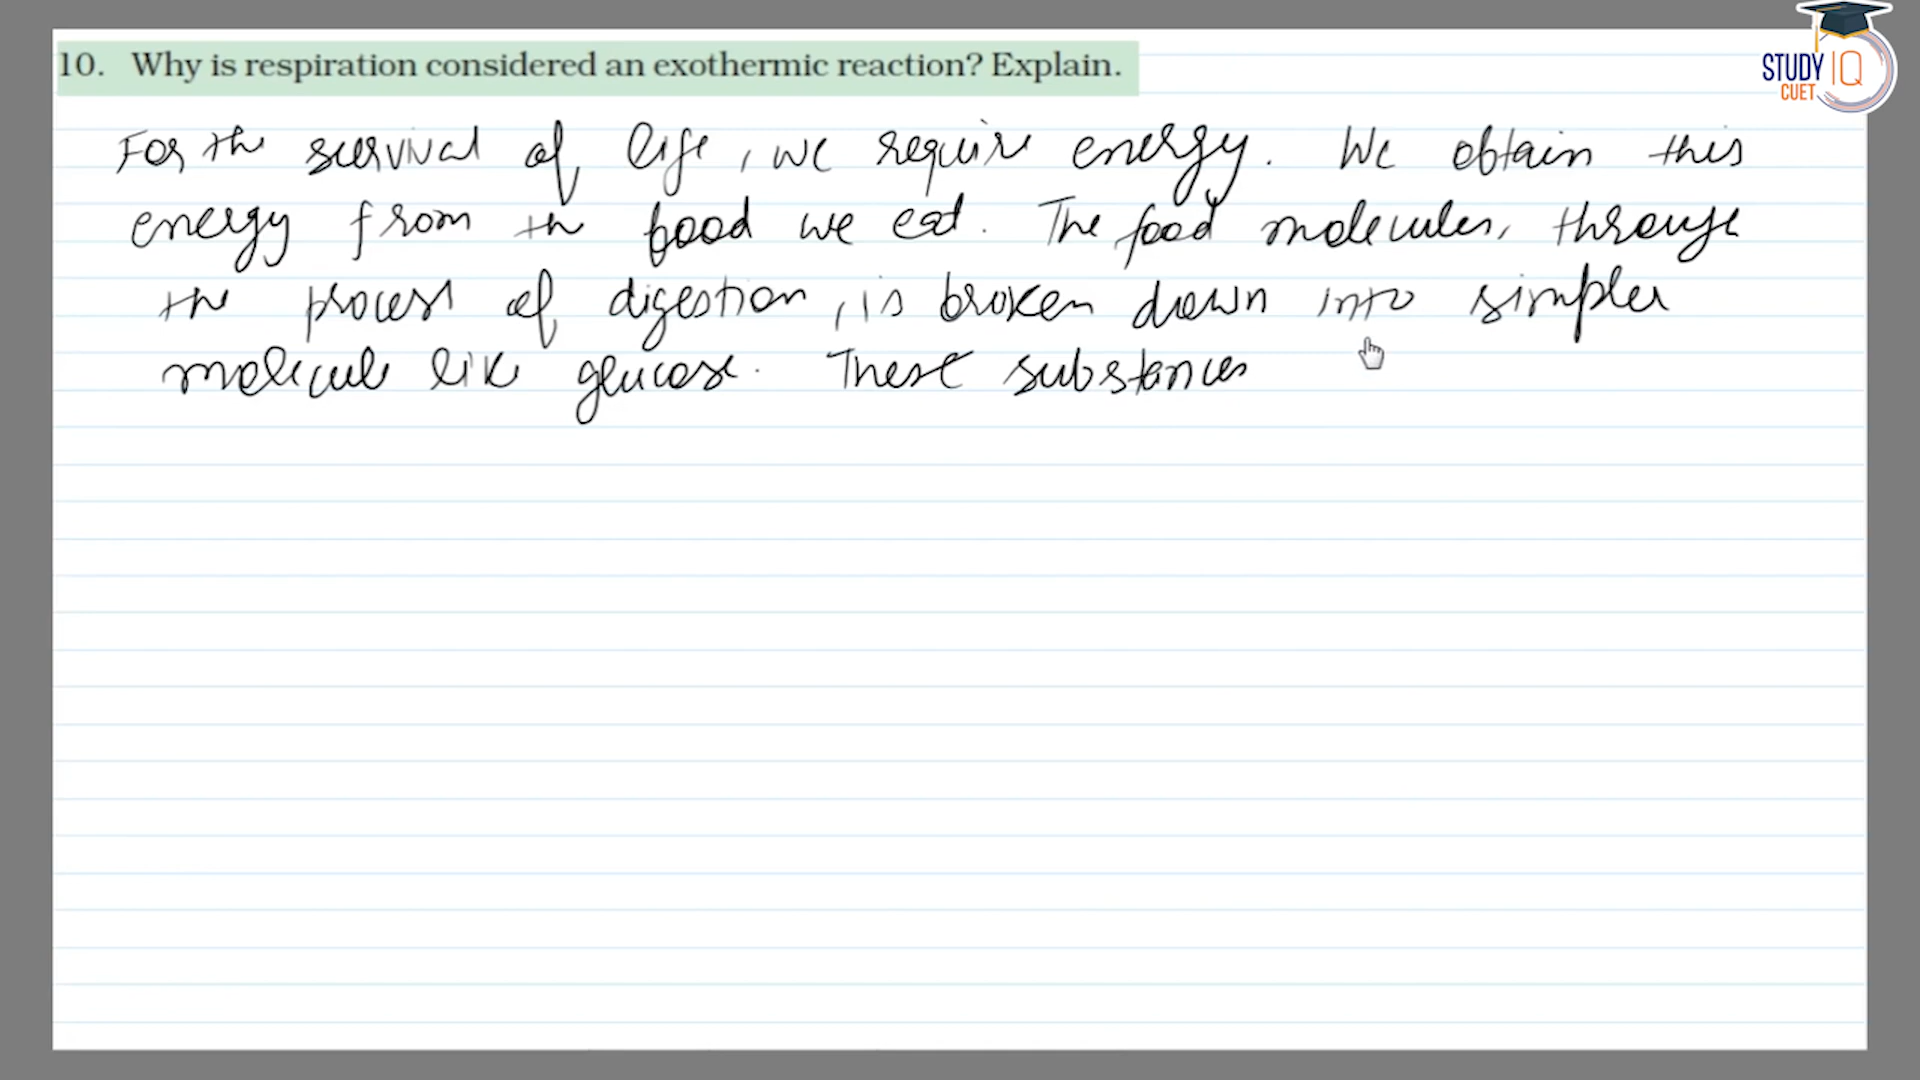 10. Why is respiration considered an exothermic reaction? Explain.
STUDY IQ
CUET
For the survival of life, we require energy. We obtain this
energy from the food we eat. The food molecules, through
the process of digestion, is broken down into simpler
molecule like glucose. These substances